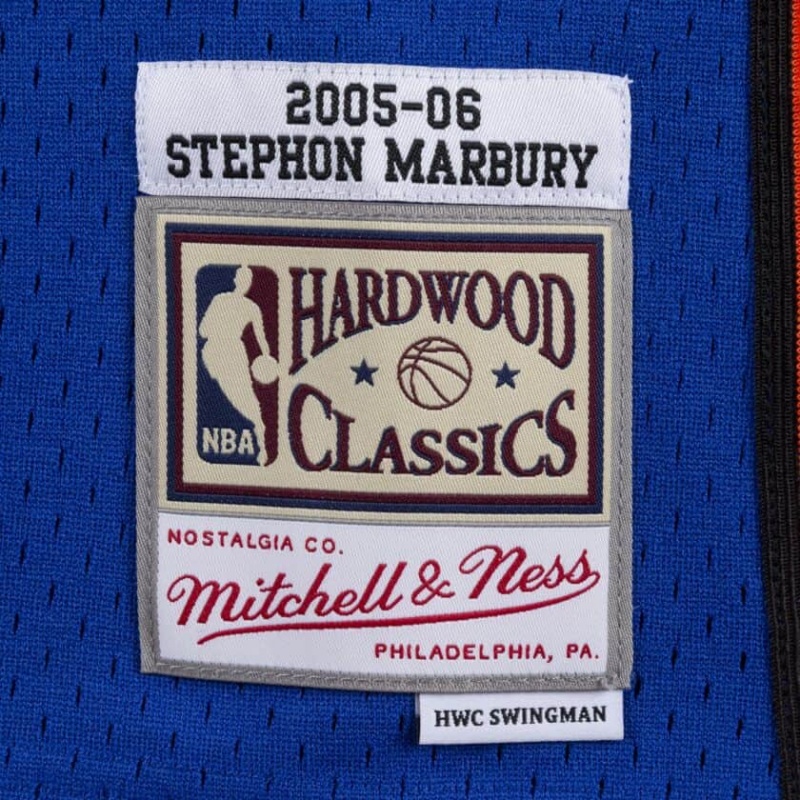 2005-06
STEPHON MARBURY
HARDWOOD
CLASSICS
NBA
NOSTALGIA CO.
Mitchell & Ness
PHILADELPHIA, PA.
HWC SWINGMAN